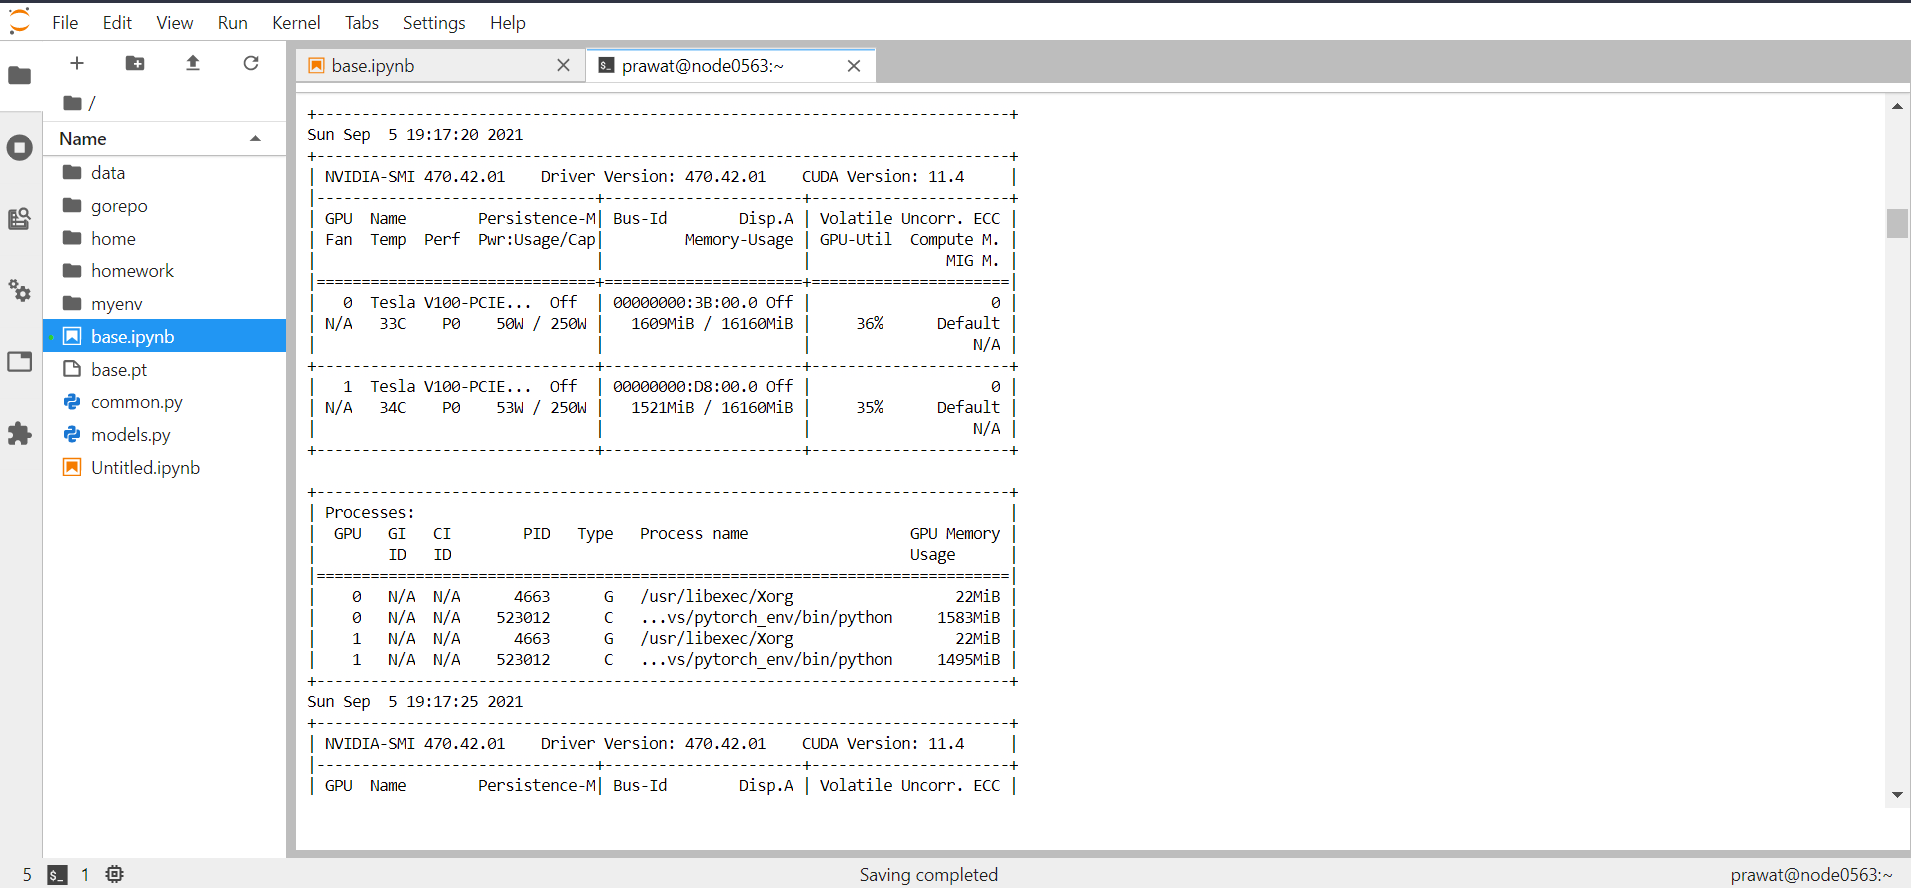 File Edit View Run Kernel Tabs Settings Help
base.ipynb
prawat@node0563:~
/
Name
data
gorepo
home
homework
myenv
base.ipynb
base.pt
common.py
models.py
Untitled.ipynb
+-----------------------------------------------------------------------------+
Sun Sep  5 19:17:20 2021
+-----------------------------------------------------------------------------+
| NVIDIA-SMI 470.42.01    Driver Version: 470.42.01    CUDA Version: 11.4     |
|-------------------------------+----------------------+----------------------+
| GPU  Name        Persistence-M| Bus-Id        Disp.A | Volatile Uncorr. ECC |
| Fan  Temp  Perf  Pwr:Usage/Cap|         Memory-Usage | GPU-Util  Compute M. |
|                               |                      |               MIG M. |
|===============================+======================+======================|
|   0  Tesla V100-PCIE...  Off  | 00000000:3B:00.0 Off |                    0 |
| N/A   33C    P0    50W / 250W |   1609MiB / 16160MiB |     36%      Default |
|                               |                      |                  N/A |
+-------------------------------+----------------------+----------------------+
|   1  Tesla V100-PCIE...  Off  | 00000000:D8:00.0 Off |                    0 |
| N/A   34C    P0    53W / 250W |   1521MiB / 16160MiB |     35%      Default |
|                               |                      |                  N/A |
+-------------------------------+----------------------+----------------------+
+-----------------------------------------------------------------------------+
| Processes:                                                                  |
|  GPU   GI   CI        PID   Type   Process name                  GPU Memory |
|        ID   ID                                                   Usage      |
|=============================================================================|
|    0   N/A  N/A      4663      G   /usr/libexec/Xorg                  22MiB |
|    0   N/A  N/A    523012      C   ...vs/pytorch_env/bin/python     1583MiB |
|    1   N/A  N/A      4663      G   /usr/libexec/Xorg                  22MiB |
|    1   N/A  N/A    523012      C   ...vs/pytorch_env/bin/python     1495MiB |
+-----------------------------------------------------------------------------+
Sun Sep  5 19:17:25 2021
+-----------------------------------------------------------------------------+
| NVIDIA-SMI 470.42.01    Driver Version: 470.42.01    CUDA Version: 11.4     |
|-------------------------------+----------------------+----------------------+
| GPU  Name        Persistence-M| Bus-Id        Disp.A | Volatile Uncorr. ECC |
5 $_ 1 Saving completed prawat@node0563:~